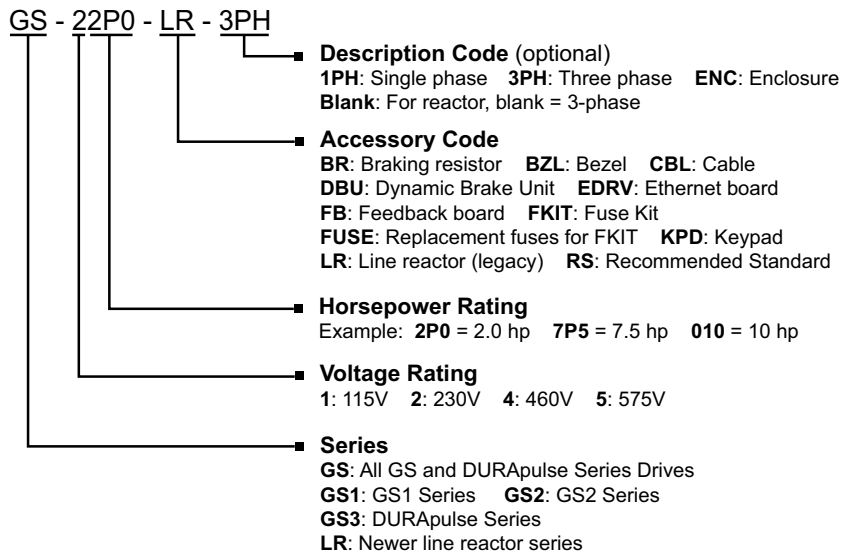 GS - 22P0 - LR - 3PH
Description Code (optional)
1PH: Single phase 3PH: Three phase ENC: Enclosure
Blank: For reactor, blank = 3-phase
Accessory Code
BR: Braking resistor BZL: Bezel CBL: Cable
DBU: Dynamic Brake Unit EDRV: Ethernet board
FB: Feedback board FKIT: Fuse Kit
FUSE: Replacement fuses for FKIT KPD: Keypad
LR: Line reactor (legacy) RS: Recommended Standard
Horsepower Rating
Example: 2P0 = 2.0 hp 7P5 = 7.5 hp 010 = 10 hp
Voltage Rating
1: 115V 2: 230V 4: 460V 5: 575V
Series
GS: All GS and DURApulse Series Drives
GS1: GS1 Series GS2: GS2 Series
GS3: DURApulse Series
LR: Newer line reactor series